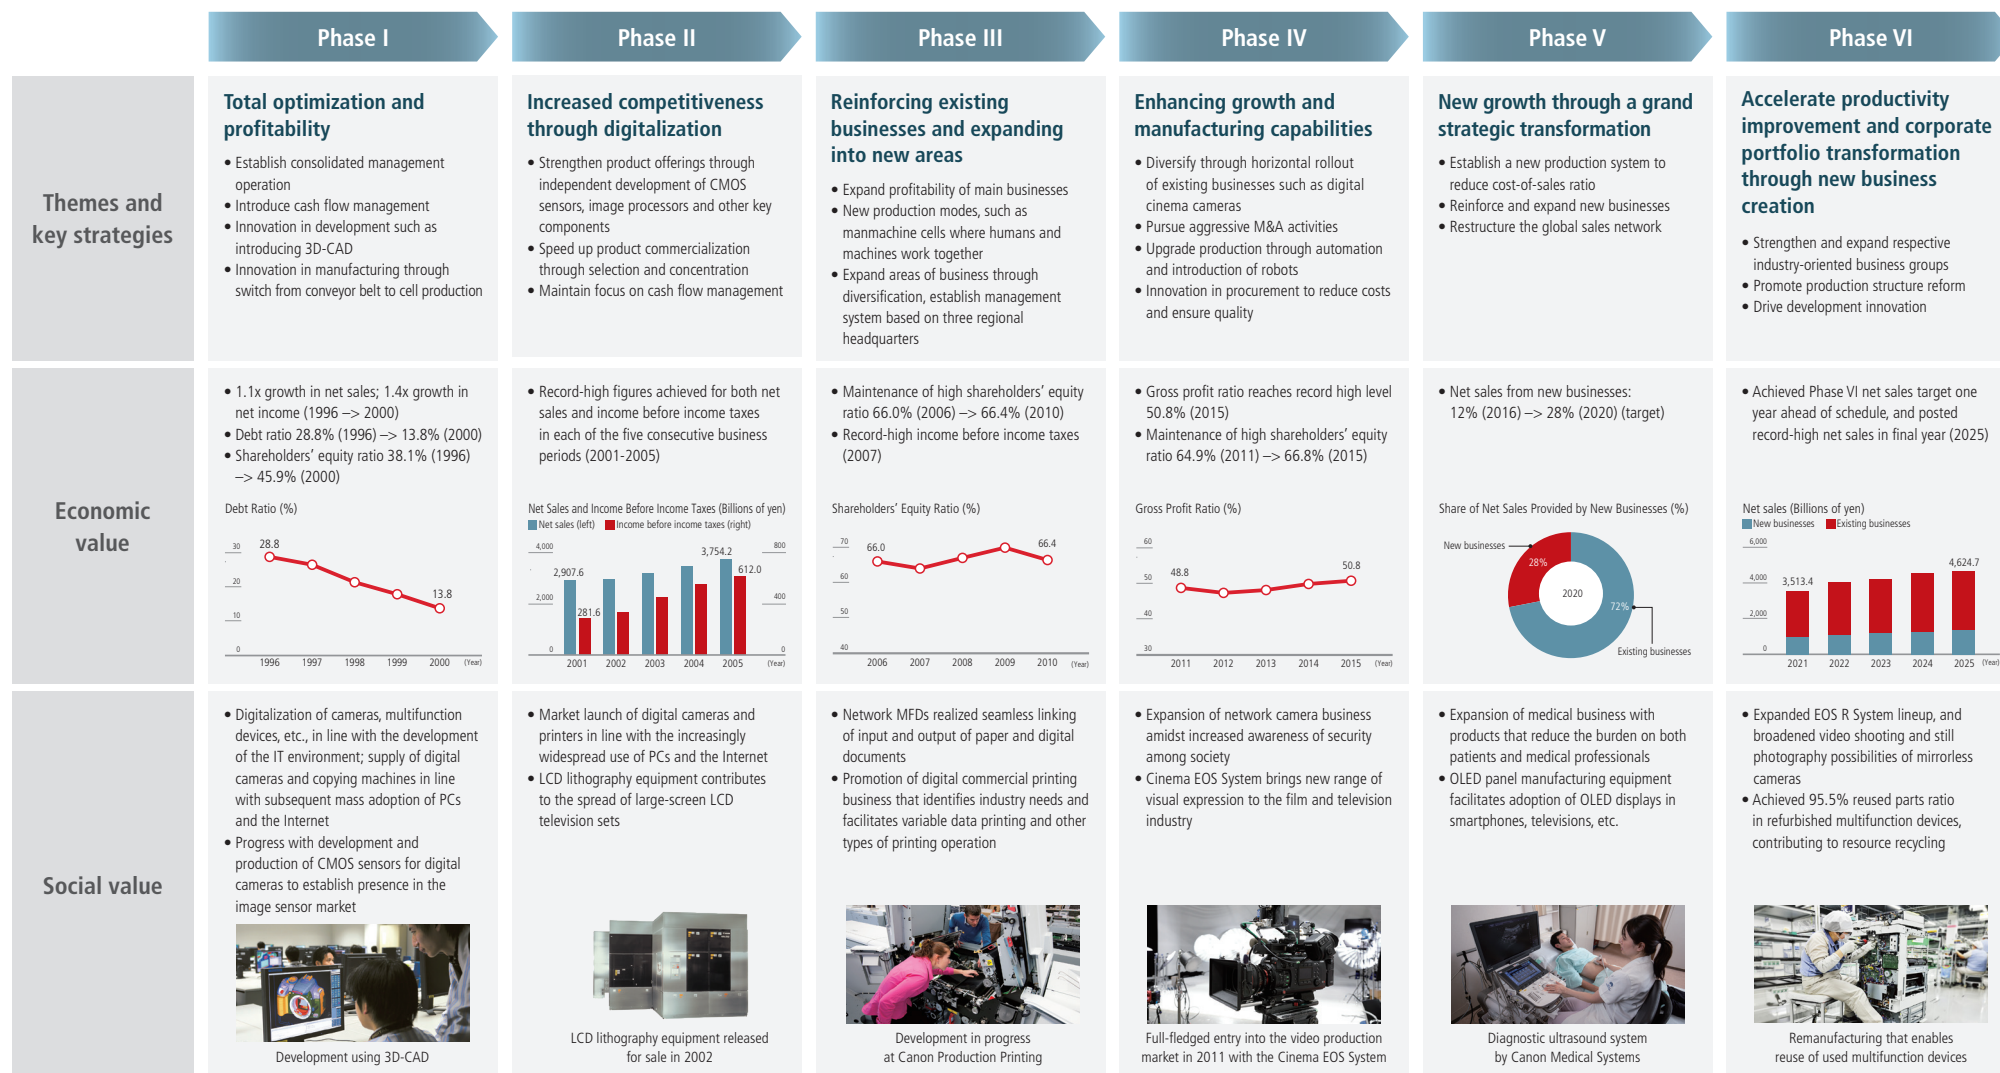 Phase I
Phase II
Phase III
Phase IV
Phase V
Phase VI
Themes and
key strategies
Total optimization and
profitability
• Establish consolidated management
operation
• Introduce cash flow management
• Innovation in development such as
introducing 3D-CAD
• Innovation in manufacturing through
switch from conveyor belt to cell production
Increased competitiveness
through digitalization
• Strengthen product offerings through
independent development of CMOS
sensors, image processors and other key
components
• Speed up product commercialization
through selection and concentration
• Maintain focus on cash flow management
Reinforcing existing
businesses and expanding
into new areas
• Expand profitability of main businesses
• New production modes, such as
manmachine cells where humans and
machines work together
• Expand areas of business through
diversification, establish management
system based on three regional
headquarters
Enhancing growth and
manufacturing capabilities
• Diversify through horizontal rollout
of existing businesses such as digital
cinema cameras
• Pursue aggressive M&A activities
• Upgrade production through automation
and introduction of robots
• Innovation in procurement to reduce costs
and ensure quality
New growth through a grand
strategic transformation
• Establish a new production system to
reduce cost-of-sales ratio
• Reinforce and expand new businesses
• Restructure the global sales network
Accelerate productivity
improvement and corporate
portfolio transformation
through new business
creation
• Strengthen and expand respective
industry-oriented business groups
• Promote production structure reform
• Drive development innovation
Economic
value
• 1.1x growth in net sales; 1.4x growth in
net income (1996 –> 2000)
• Debt ratio 28.8% (1996) –> 13.8% (2000)
• Shareholders’ equity ratio 38.1% (1996)
–> 45.9% (2000)
Debt Ratio (%)
30
20
10
0
28.8
13.8
1996 1997 1998 1999 2000 (Year)
• Record-high figures achieved for both net
sales and income before income taxes
in each of the five consecutive business
periods (2001-2005)
Net Sales and Income Before Income Taxes (Billions of yen)
Net sales (left) Income before income taxes (right)
4,000
2,000
0
800
400
0
2,907.6
281.6
3,754.2
612.0
2001 2002 2003 2004 2005 (Year)
• Maintenance of high shareholders’ equity
ratio 66.0% (2006) –> 66.4% (2010)
• Record-high income before income taxes
(2007)
Shareholders’ Equity Ratio (%)
70
60
50
40
66.0
66.4
2006 2007 2008 2009 2010 (Year)
• Gross profit ratio reaches record high level
50.8% (2015)
• Maintenance of high shareholders’ equity
ratio 64.9% (2011) –> 66.8% (2015)
Gross Profit Ratio (%)
60
50
40
30
48.8
50.8
2011 2012 2013 2014 2015 (Year)
• Net sales from new businesses:
12% (2016) –> 28% (2020) (target)
Share of Net Sales Provided by New Businesses (%)
New businesses
28%
2020
72%
Existing businesses
• Achieved Phase VI net sales target one
year ahead of schedule, and posted
record-high net sales in final year (2025)
Net sales (Billions of yen)
New businesses Existing businesses
6,000
4,000
2,000
0
3,513.4
4,624.7
2021 2022 2023 2024 2025 (Year)
Social value
• Digitalization of cameras, multifunction
devices, etc., in line with the development
of the IT environment; supply of digital
cameras and copying machines in line
with subsequent mass adoption of PCs
and the Internet
• Progress with development and
production of CMOS sensors for digital
cameras to establish presence in the
image sensor market
Development using 3D-CAD
• Market launch of digital cameras and
printers in line with the increasingly
widespread use of PCs and the Internet
• LCD lithography equipment contributes
to the spread of large-screen LCD
television sets
LCD lithography equipment released
for sale in 2002
• Network MFDs realized seamless linking
of input and output of paper and digital
documents
• Promotion of digital commercial printing
business that identifies industry needs and
facilitates variable data printing and other
types of printing operation
Development in progress
at Canon Production Printing
• Expansion of network camera business
amidst increased awareness of security
among society
• Cinema EOS System brings new range of
visual expression to the film and television
industry
Full-fledged entry into the video production
market in 2011 with the Cinema EOS System
• Expansion of medical business with
products that reduce the burden on both
patients and medical professionals
• OLED panel manufacturing equipment
facilitates adoption of OLED displays in
smartphones, televisions, etc.
Diagnostic ultrasound system
by Canon Medical Systems
• Expanded EOS R System lineup, and
broadened video shooting and still
photography possibilities of mirrorless
cameras
• Achieved 95.5% reused parts ratio
in refurbished multifunction devices,
contributing to resource recycling
Remanufacturing that enables
reuse of used multifunction devices